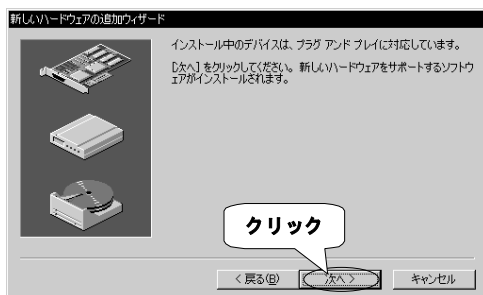 新しいハードウェアの追加ウィザード
インストール中のデバイスは、プラグ アンド プレイに対応しています。
[次へ] をクリックしてください。新しいハードウェアをサポートするソフトウ
ェアがインストールされます。
クリック
< 戻る(B)
次へ >
キャンセル